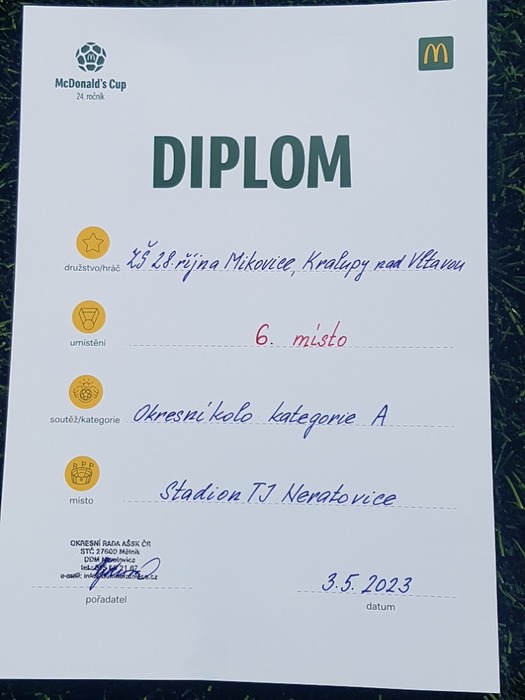 McDonald's Cup
24. ročník
DIPLOM
družstvo/hráč ZŠ 28. října Mikovice, Kralupy nad Vltavou
umístění 6. místo
soutěž/kategorie Okresní kolo kategorie A
místo Stadion TJ Neratovice
OKRESNÍ RADA AŠSK ČR
STČ 27600 Mělník
DDM
tel.:
e-mail:
pořadatel
3.5.2023
datum